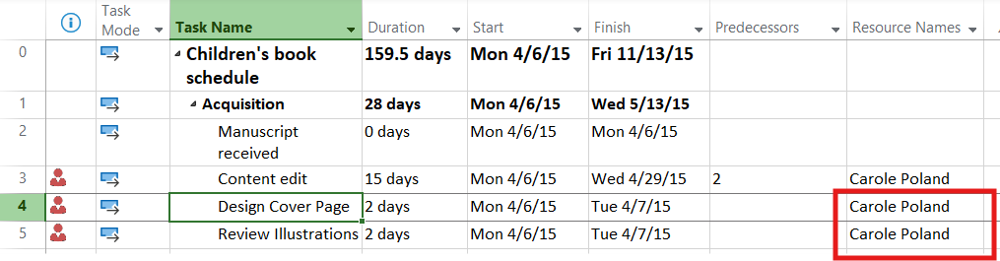 Task Mode Task Name Duration Start Finish Predecessors Resource Names
0 Children's book schedule 159.5 days Mon 4/6/15 Fri 11/13/15
1 Acquisition 28 days Mon 4/6/15 Wed 5/13/15
2 Manuscript received 0 days Mon 4/6/15 Mon 4/6/15
3 Content edit 15 days Mon 4/6/15 Wed 4/29/15 2 Carole Poland
4 Design Cover Page 2 days Mon 4/6/15 Tue 4/7/15 Carole Poland
5 Review Illustrations 2 days Mon 4/6/15 Tue 4/7/15 Carole Poland